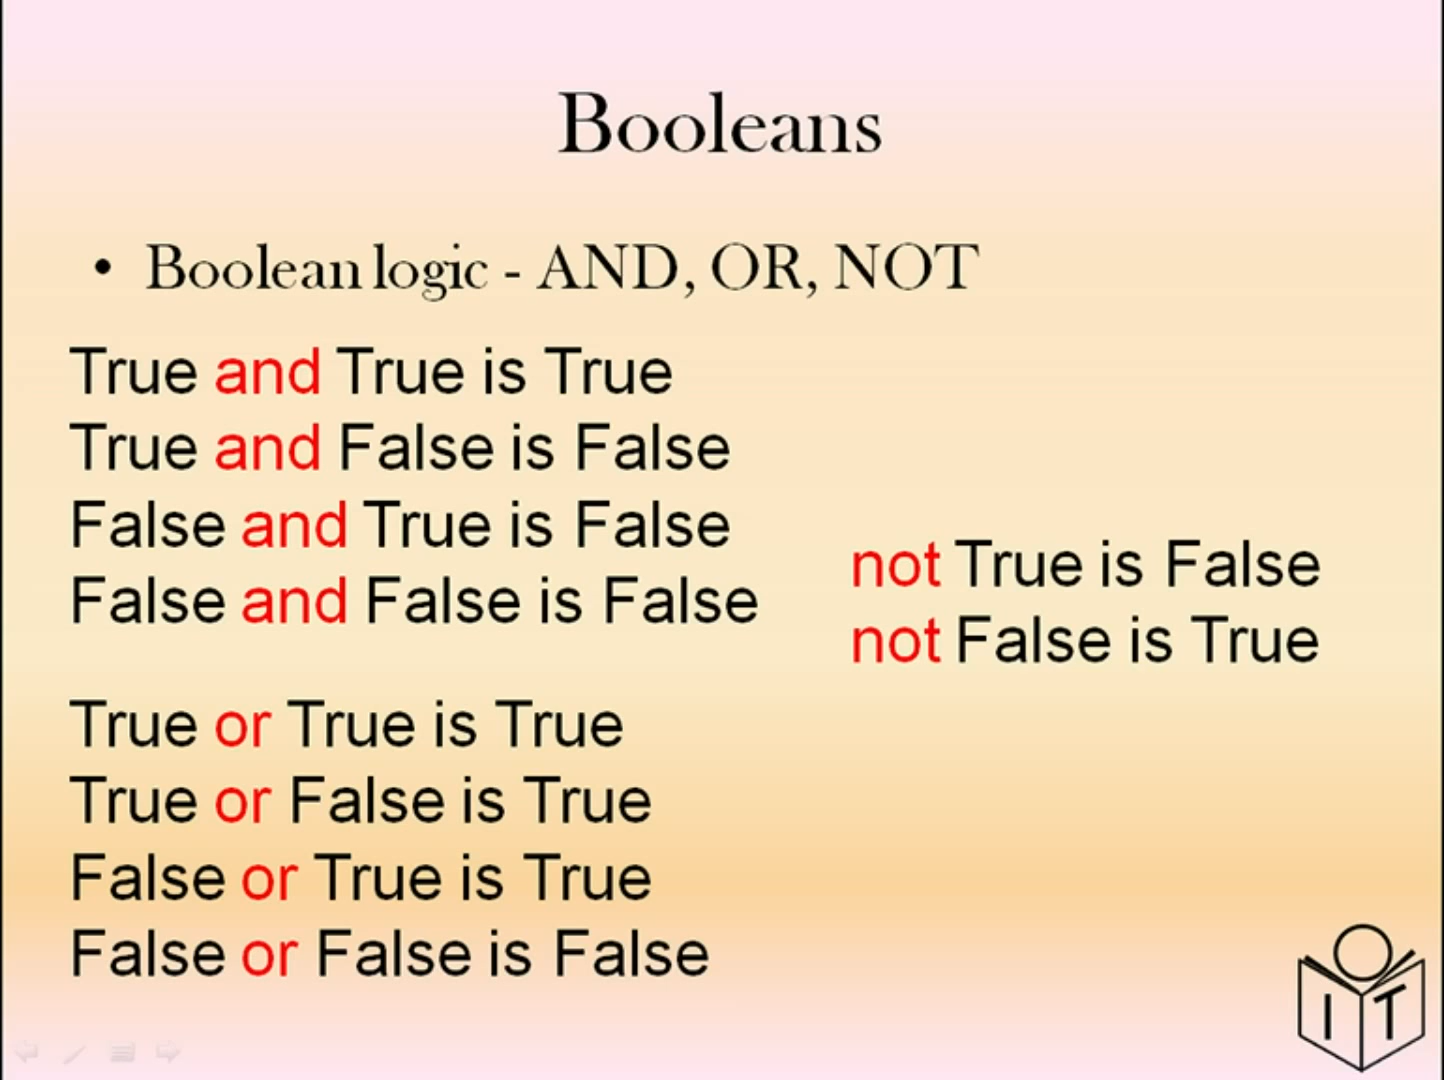 Booleans
• Boolean logic - AND, OR, NOT
True and True is True
True and False is False
False and True is False
False and False is False
not True is False
not False is True
True or True is True
True or False is True
False or True is True
False or False is False
I T